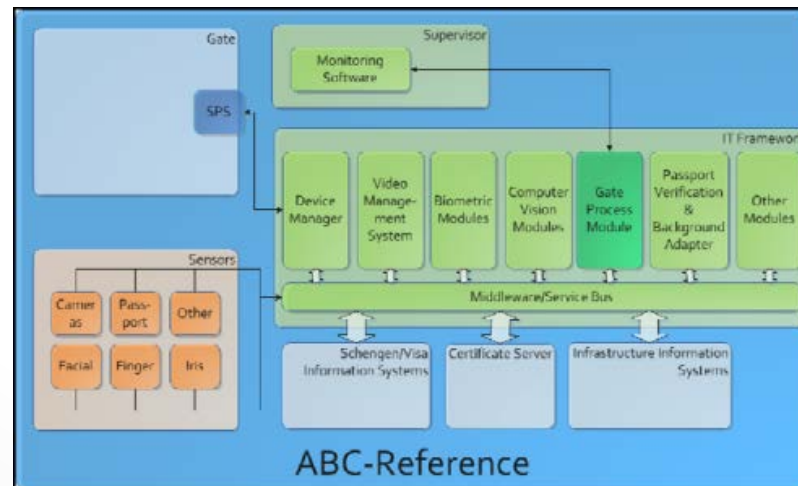 Gate
SPS
Supervisor
Monitoring
Software
IT Framework
Device
Manager
Video
Manage-
ment
System
Biometric
Modules
Computer
Vision
Modules
Gate
Process
Module
Passport
Verification
&
Background
Adapter
Other
Modules
Middleware/Service Bus
Sensors
Camer
as
Pass-
port
Other
Facial
Finger
Iris
Schengen/Visa
Information Systems
Certificate Server
Infrastructure Information
Systems
ABC-Reference